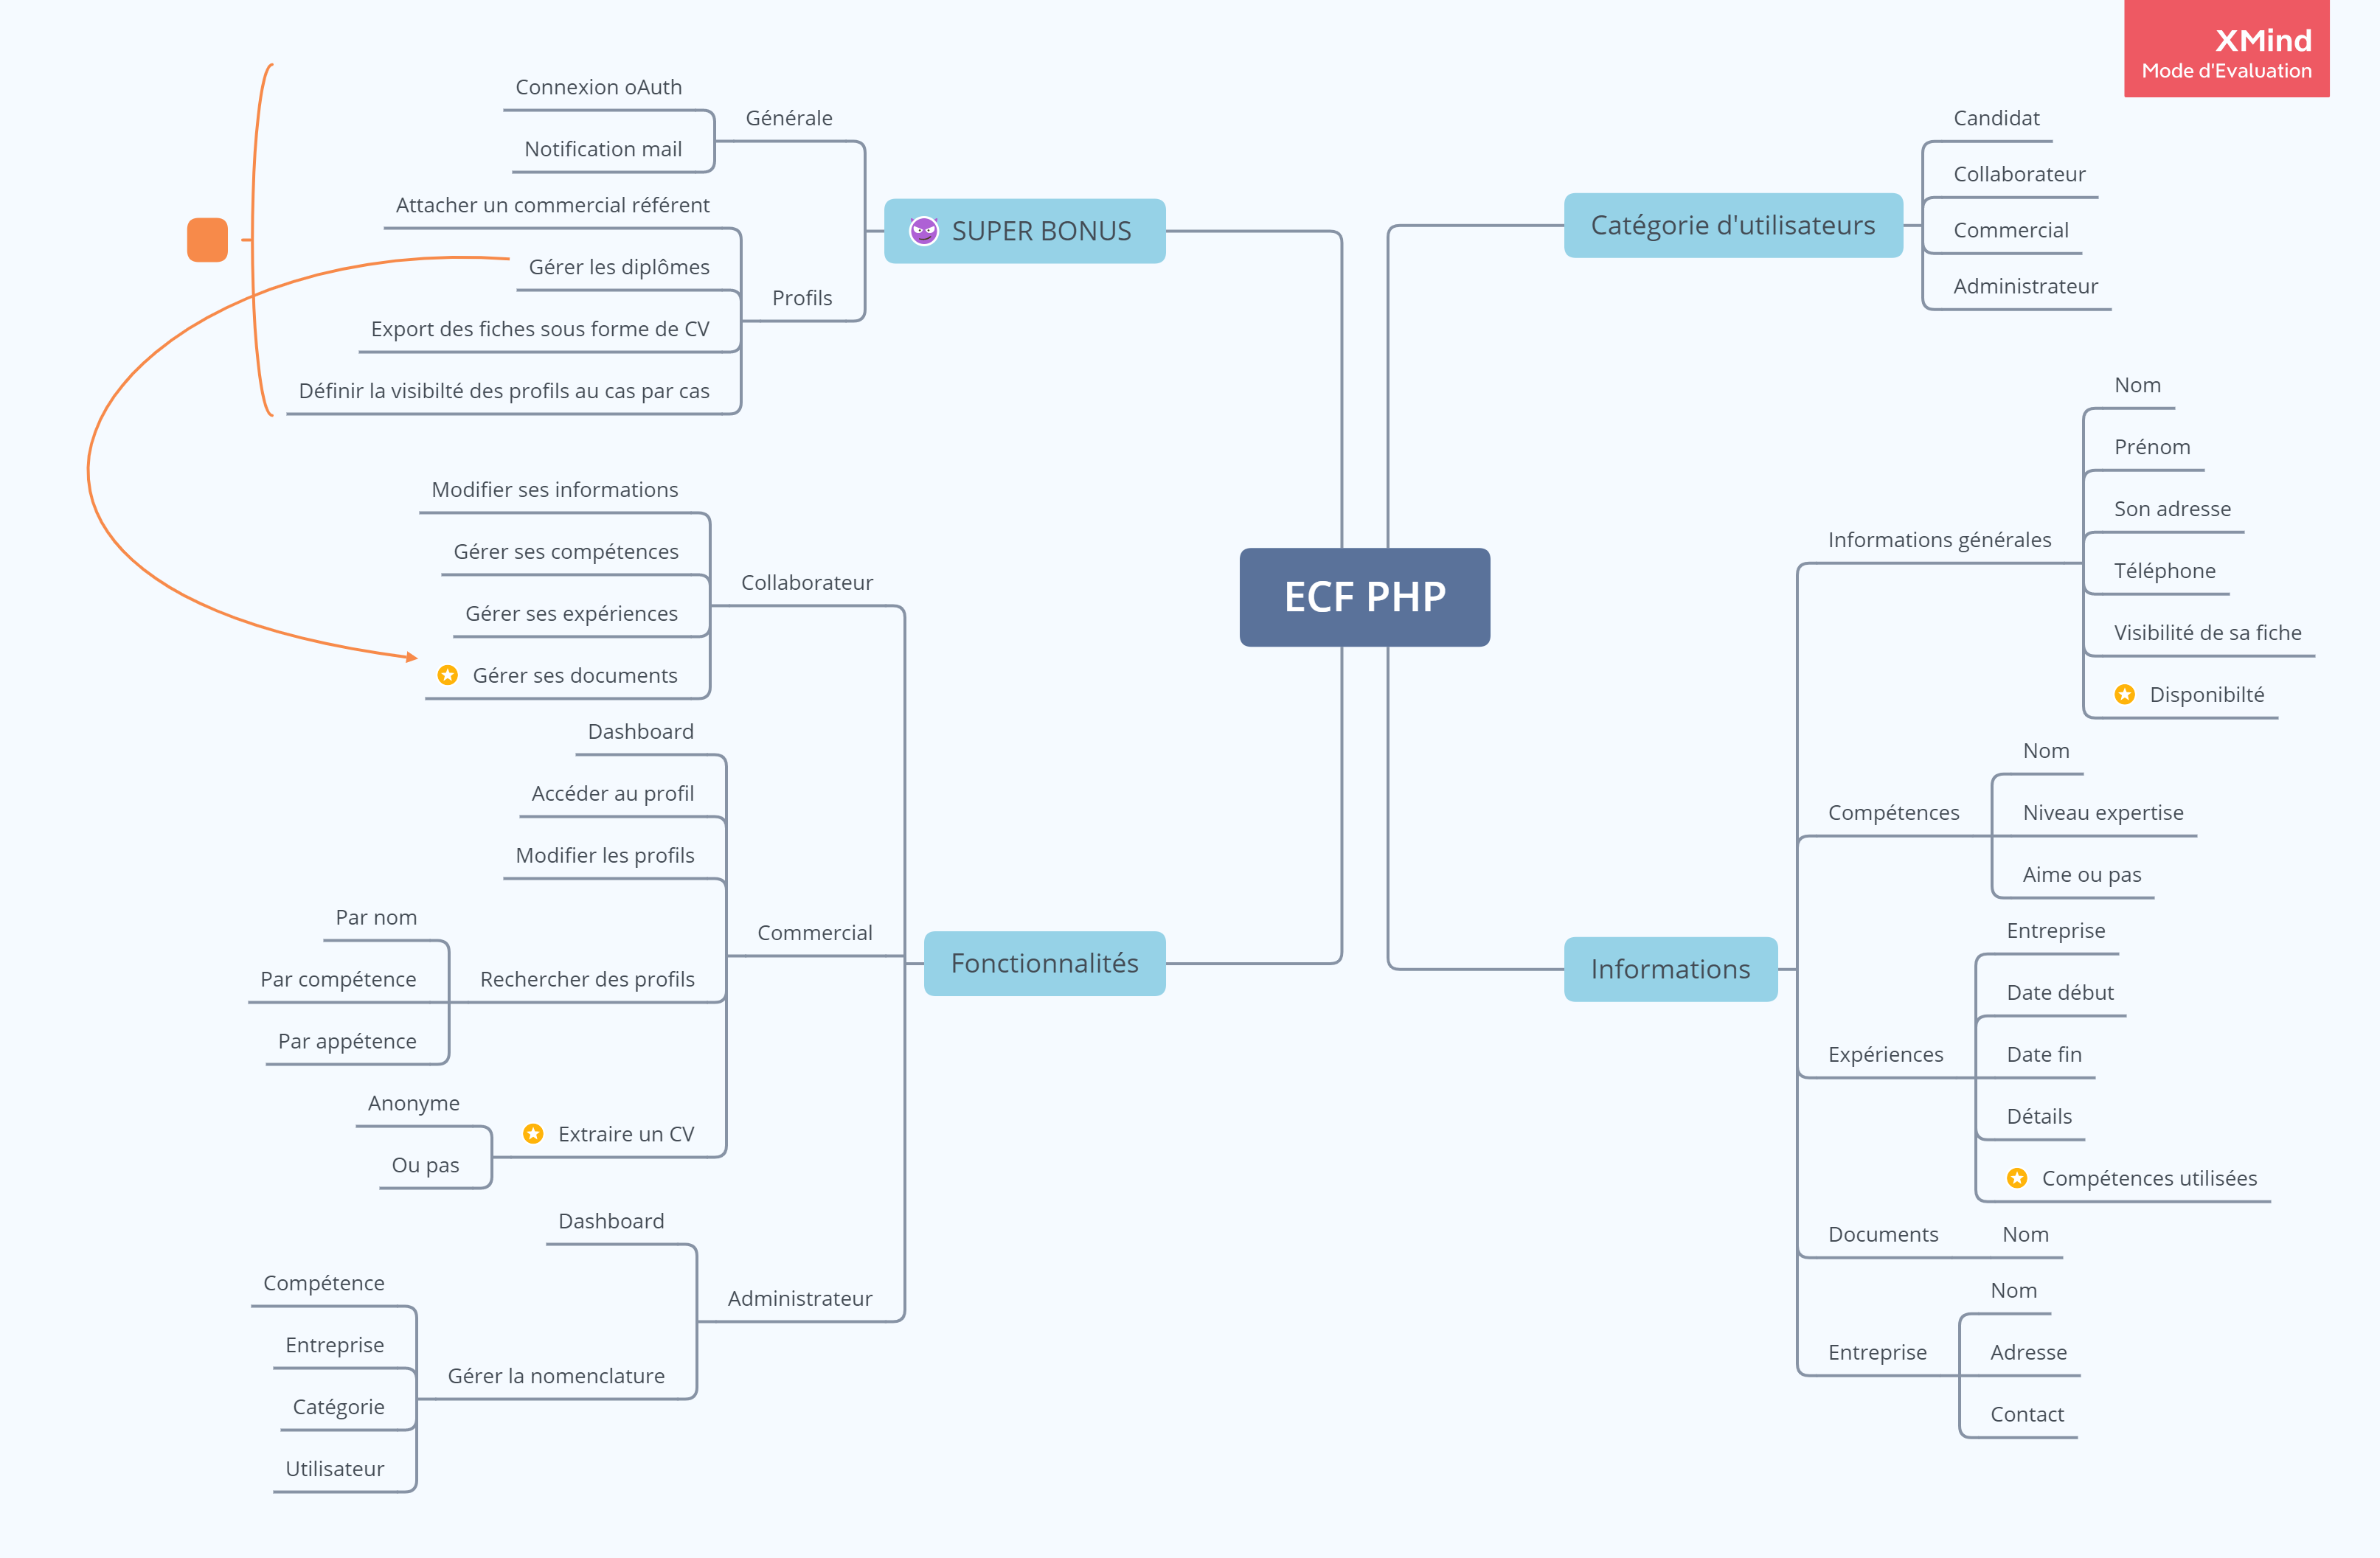 XMind
Mode d'Evaluation
ECF PHP
Catégorie d'utilisateurs
Candidat
Collaborateur
Commercial
Administrateur
Informations
Informations générales
Nom
Prénom
Son adresse
Téléphone
Visibilité de sa fiche
Disponibilté
Compétences
Nom
Niveau expertise
Aime ou pas
Expériences
Entreprise
Date début
Date fin
Détails
Compétences utilisées
Documents
Nom
Entreprise
Nom
Adresse
Contact
SUPER BONUS
Générale
Connexion oAuth
Notification mail
Profils
Attacher un commercial référent
Gérer les diplômes
Export des fiches sous forme de CV
Définir la visibilté des profils au cas par cas
Fonctionnalités
Collaborateur
Modifier ses informations
Gérer ses compétences
Gérer ses expériences
Gérer ses documents
Commercial
Dashboard
Accéder au profil
Modifier les profils
Rechercher des profils
Par nom
Par compétence
Par appétence
Extraire un CV
Anonyme
Ou pas
Administrateur
Dashboard
Gérer la nomenclature
Compétence
Entreprise
Catégorie
Utilisateur